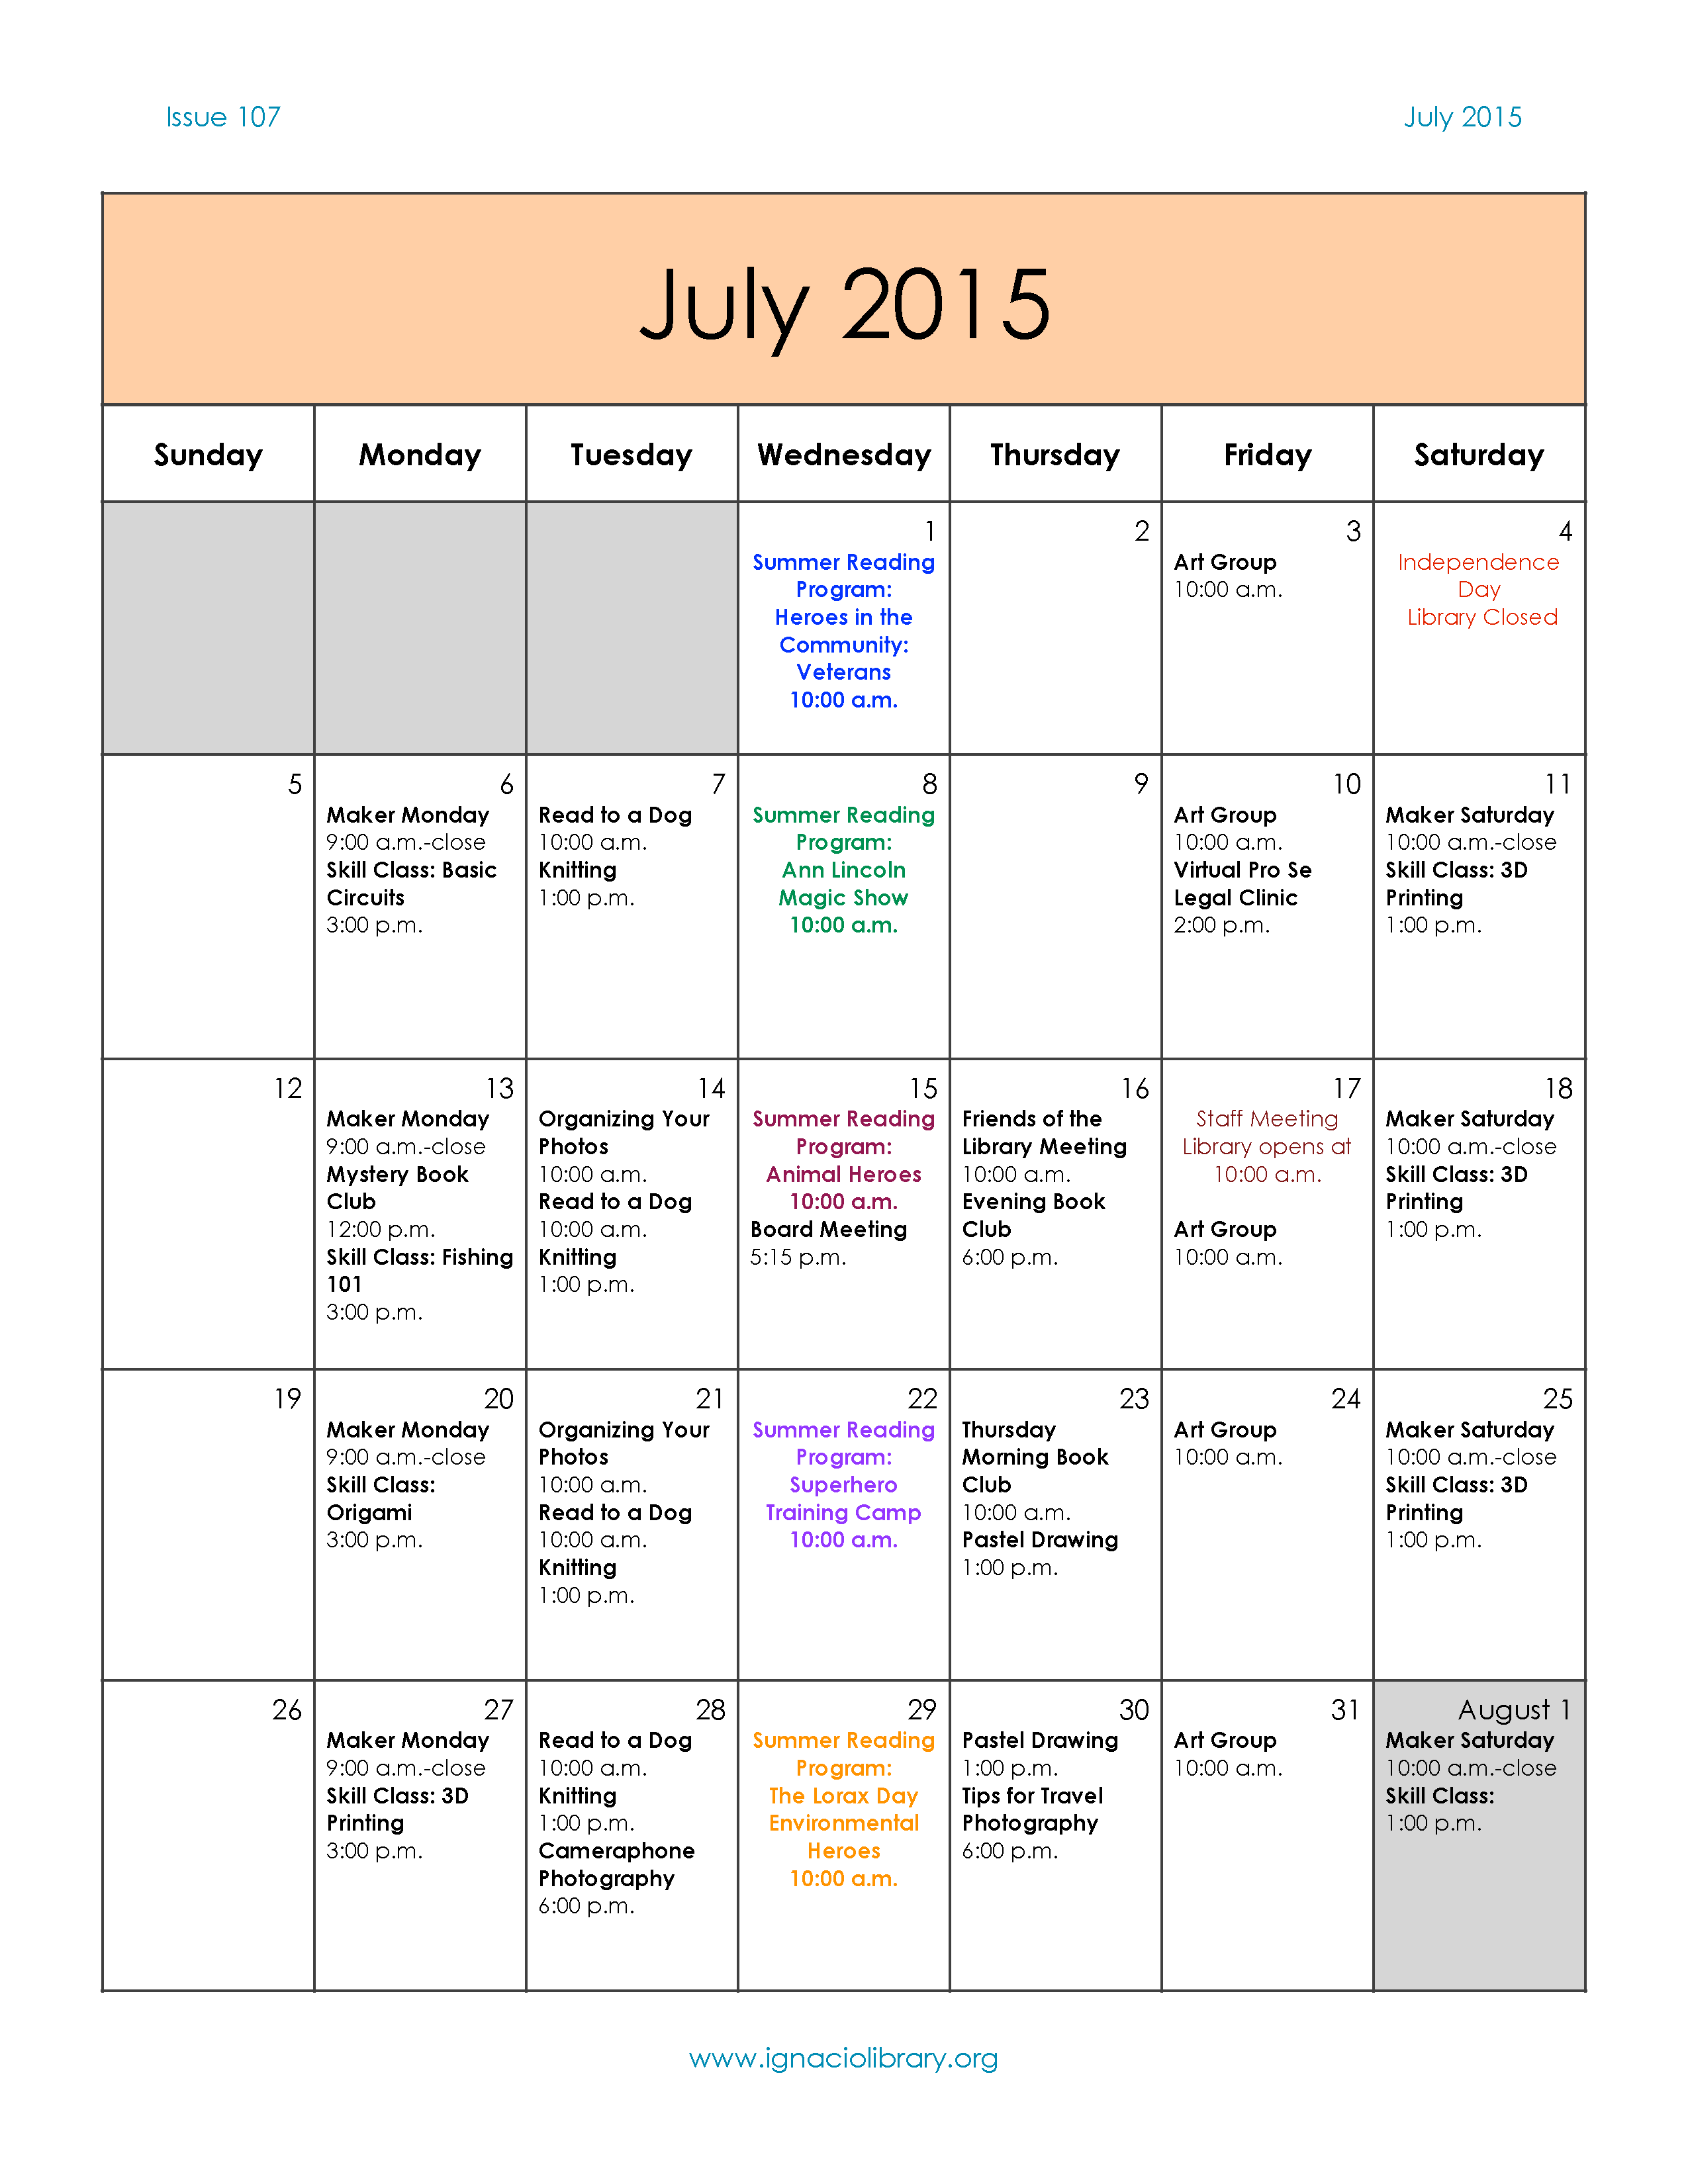 Issue 107
July 2015
July 2015
Sunday
Monday
Tuesday
Wednesday
Thursday
Friday
Saturday
1
Summer Reading
Program:
Heroes in the
Community:
Veterans
10:00 a.m.
2
3
Art Group
10:00 a.m.
4
Independence
Day
Library Closed
5
6
Maker Monday
9:00 a.m.-close
Skill Class: Basic
Circuits
3:00 p.m.
7
Read to a Dog
10:00 a.m.
Knitting
1:00 p.m.
8
Summer Reading
Program:
Ann Lincoln
Magic Show
10:00 a.m.
9
10
Art Group
10:00 a.m.
Virtual Pro Se
Legal Clinic
2:00 p.m.
11
Maker Saturday
10:00 a.m.-close
Skill Class: 3D
Printing
1:00 p.m.
12
13
Maker Monday
9:00 a.m.-close
Mystery Book
Club
12:00 p.m.
Skill Class: Fishing
101
3:00 p.m.
14
Organizing Your
Photos
10:00 a.m.
Read to a Dog
10:00 a.m.
Knitting
1:00 p.m.
15
Summer Reading
Program:
Animal Heroes
10:00 a.m.
Board Meeting
5:15 p.m.
16
Friends of the
Library Meeting
10:00 a.m.
Evening Book
Club
6:00 p.m.
17
Staff Meeting
Library opens at
10:00 a.m.
Art Group
10:00 a.m.
18
Maker Saturday
10:00 a.m.-close
Skill Class: 3D
Printing
1:00 p.m.
19
20
Maker Monday
9:00 a.m.-close
Skill Class:
Origami
3:00 p.m.
21
Organizing Your
Photos
10:00 a.m.
Read to a Dog
10:00 a.m.
Knitting
1:00 p.m.
22
Summer Reading
Program:
Superhero
Training Camp
10:00 a.m.
23
Thursday
Morning Book
Club
10:00 a.m.
Pastel Drawing
1:00 p.m.
24
Art Group
10:00 a.m.
25
Maker Saturday
10:00 a.m.-close
Skill Class: 3D
Printing
1:00 p.m.
26
27
Maker Monday
9:00 a.m.-close
Skill Class: 3D
Printing
3:00 p.m.
28
Read to a Dog
10:00 a.m.
Knitting
1:00 p.m.
Cameraphone
Photography
6:00 p.m.
29
Summer Reading
Program:
The Lorax Day
Environmental
Heroes
10:00 a.m.
30
Pastel Drawing
1:00 p.m.
Tips for Travel
Photography
6:00 p.m.
31
Art Group
10:00 a.m.
August 1
Maker Saturday
10:00 a.m.-close
Skill Class:
1:00 p.m.
www.ignaciolibrary.org